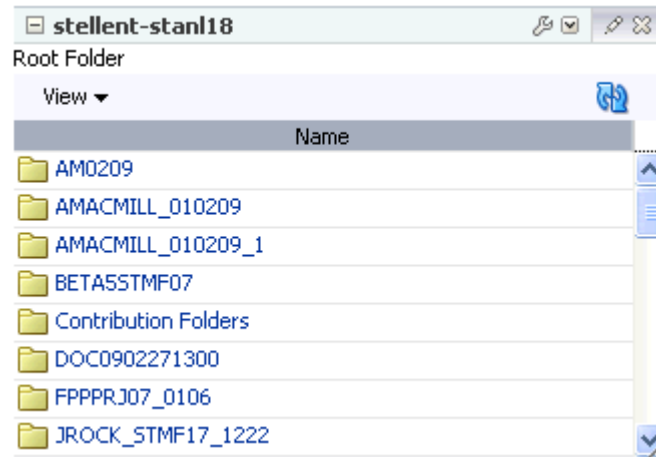 stellent-stanl18
Root Folder
View
Name
AM0209
AMACMILL_010209
AMACMILL_010209_1
BETA5STMF07
Contribution Folders
DOC0902271300
FPPPRJ07_0106
JROCK_STMF17_1222